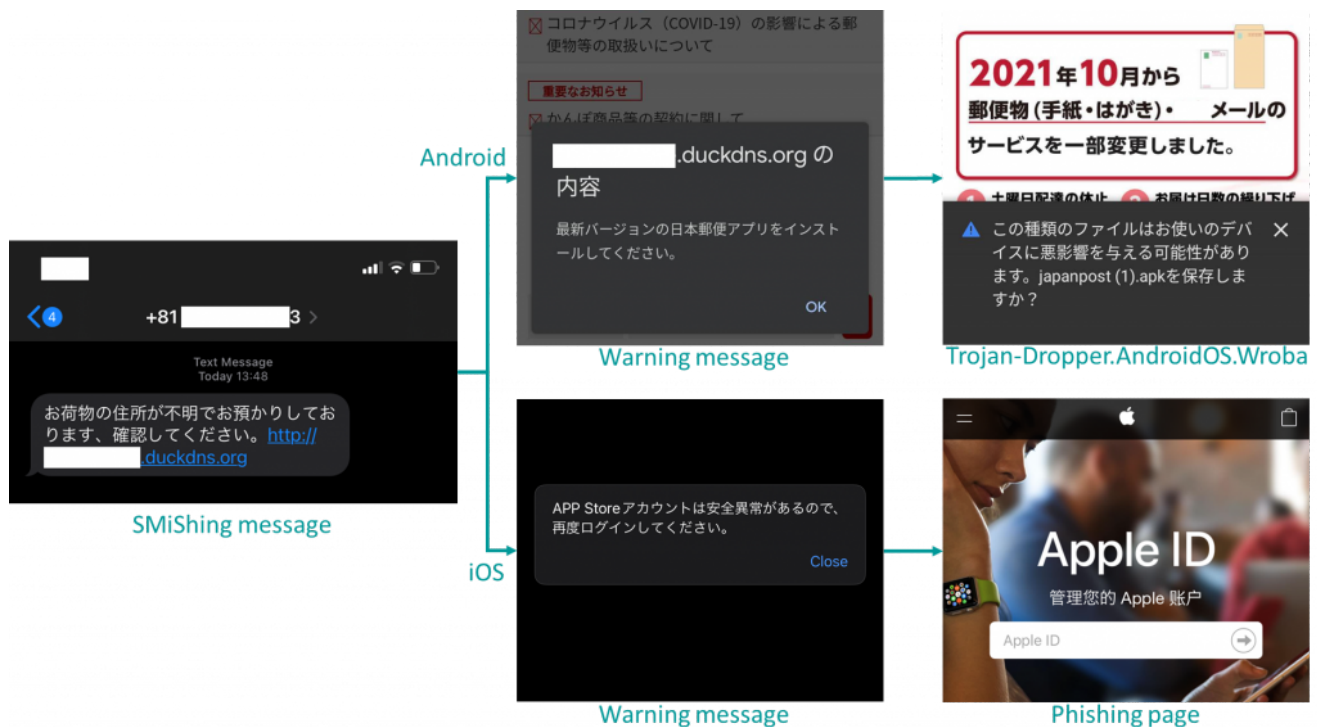 Android
iOS
4
+81
3 >
Text Message
Today 13:48
お荷物の住所が不明でお預かりしてお
ります、確認してください。http://
.duckdns.org
SMiShing message
コロナウイルス（COVID-19）の影響による郵
便物等の取扱いについて
重要なお知らせ
かんぽ商品等の契約に関して
.duckdns.org の
内容
最新バージョンの日本郵便アプリをインスト
ールしてください。
OK
Warning message
2021年10月から
郵便物(手紙・はがき)・ メールの
サービスを一部変更しました。
1 土曜日配達の休止 2 お届け日数の繰り下げ
この種類のファイルはお使いのデバ
イスに悪影響を与える可能性があり
ます。japanpost (1).apkを保存しま
すか？
Trojan-Dropper.AndroidOS.Wroba
APP Storeアカウントは安全異常があるので、
再度ログインしてください。
Close
Warning message
Apple ID
管理您的 Apple 账户
Apple ID
Phishing page